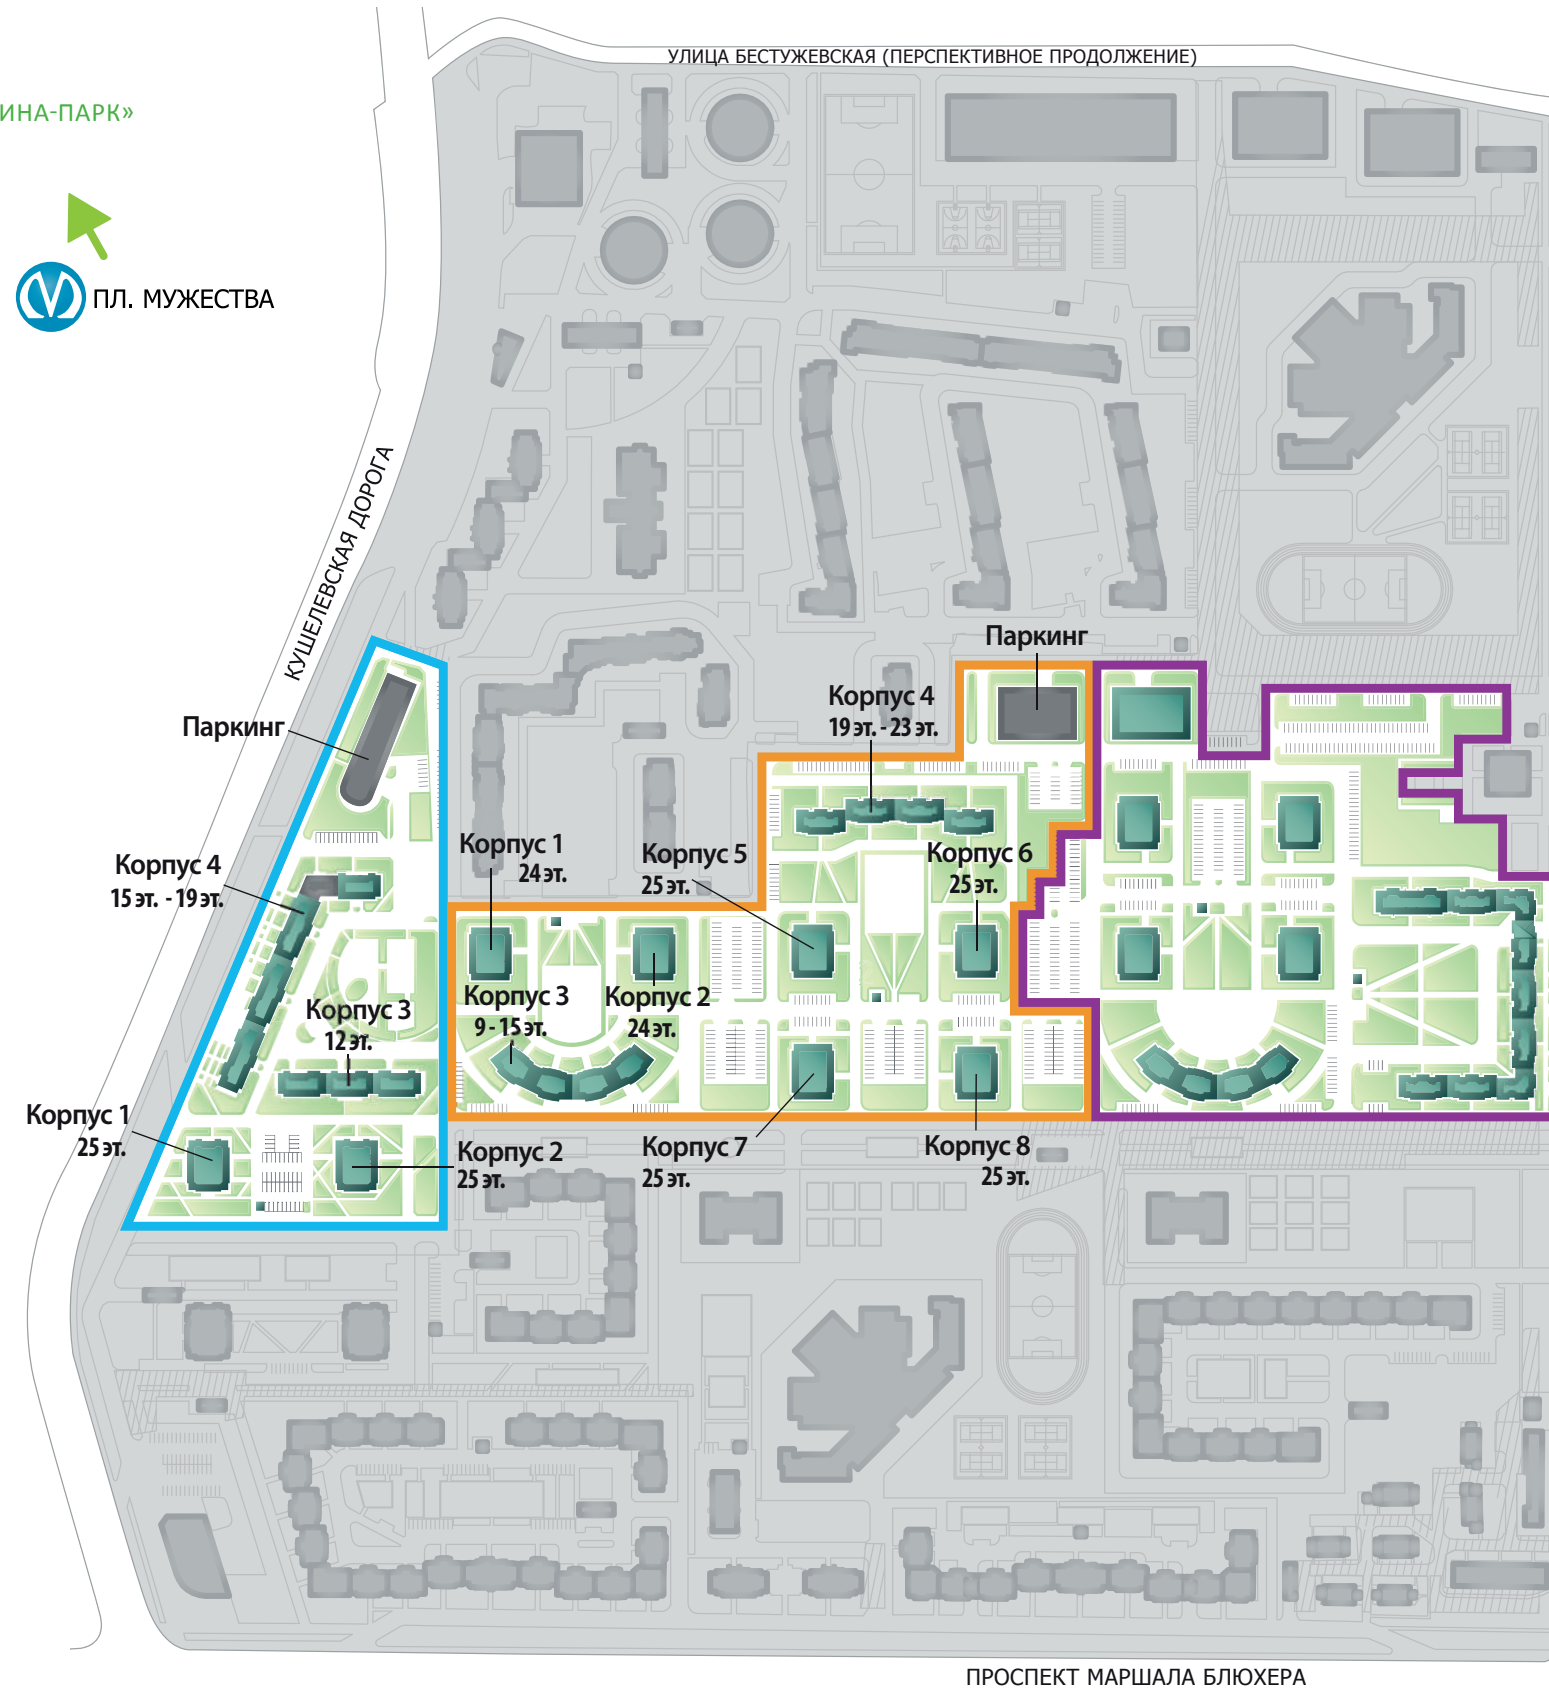 УЛИЦА БЕСТУЖЕВСКАЯ (ПЕРСПЕКТИВНОЕ ПРОДОЛЖЕНИЕ)
ИНА-ПАРК»
ПЛ. МУЖЕСТВА
КУШЕЛЕВСКАЯ ДОРОГА
Паркинг
Корпус 4
15 эт. - 19 эт.
Корпус 3
12 эт.
Корпус 1
25 эт.
Корпус 2
25 эт.
Паркинг
Корпус 4
19 эт. - 23 эт.
Корпус 1
24 эт.
Корпус 5
25 эт.
Корпус 6
25 эт.
Корпус 3
9 - 15 эт.
Корпус 2
24 эт.
Корпус 7
25 эт.
Корпус 8
25 эт.
ПРОСПЕКТ МАРШАЛА БЛЮХЕРА